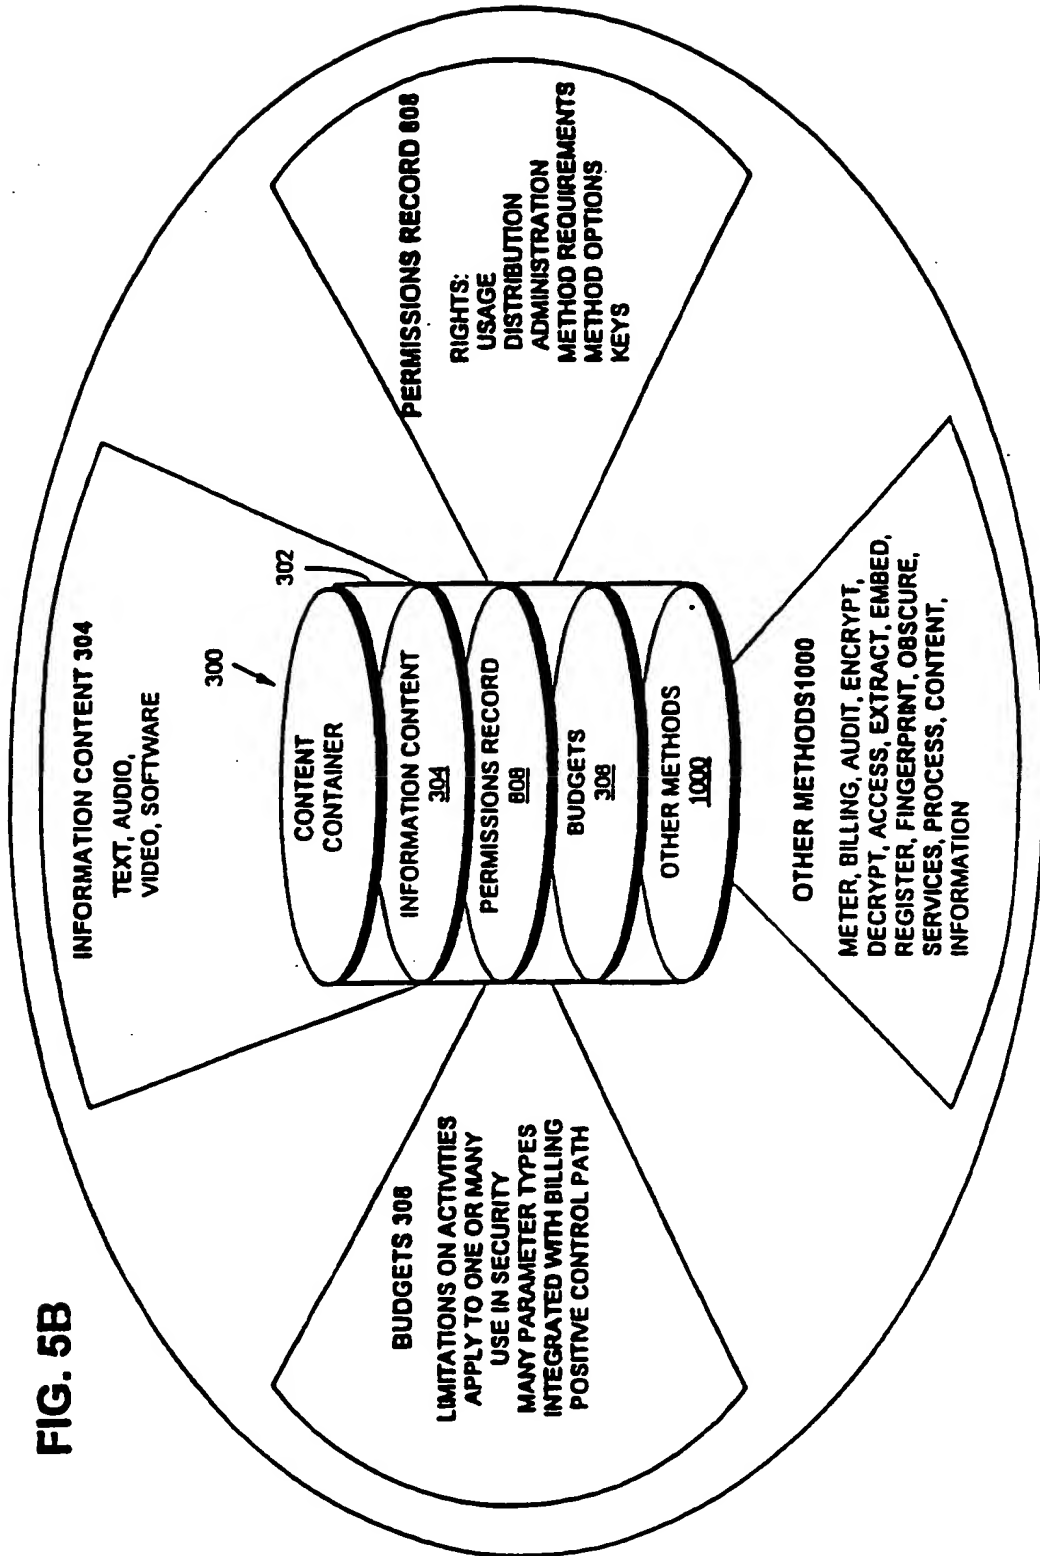 FIG. 5B
INFORMATION CONTENT 304
TEXT, AUDIO,
VIDEO, SOFTWARE
300
302
CONTENT
CONTAINER
INFORMATION CONTENT
304
PERMISSIONS RECORD
808
BUDGETS
308
OTHER METHODS
1000
BUDGETS 308
LIMITATIONS ON ACTIVITIES
APPLY TO ONE OR MANY
USE IN SECURITY
MANY PARAMETER TYPES
INTEGRATED WITH BILLING
POSITIVE CONTROL PATH
PERMISSIONS RECORD 808
RIGHTS:
USAGE
DISTRIBUTION
ADMINISTRATION
METHOD REQUIREMENTS
METHOD OPTIONS
KEYS
OTHER METHODS1000
METER, BILLING, AUDIT, ENCRYPT,
DECRYPT, ACCESS, EXTRACT, EMBED,
REGISTER, FINGERPRINT, OBSCURE,
SERVICES, PROCESS, CONTENT,
INFORMATION